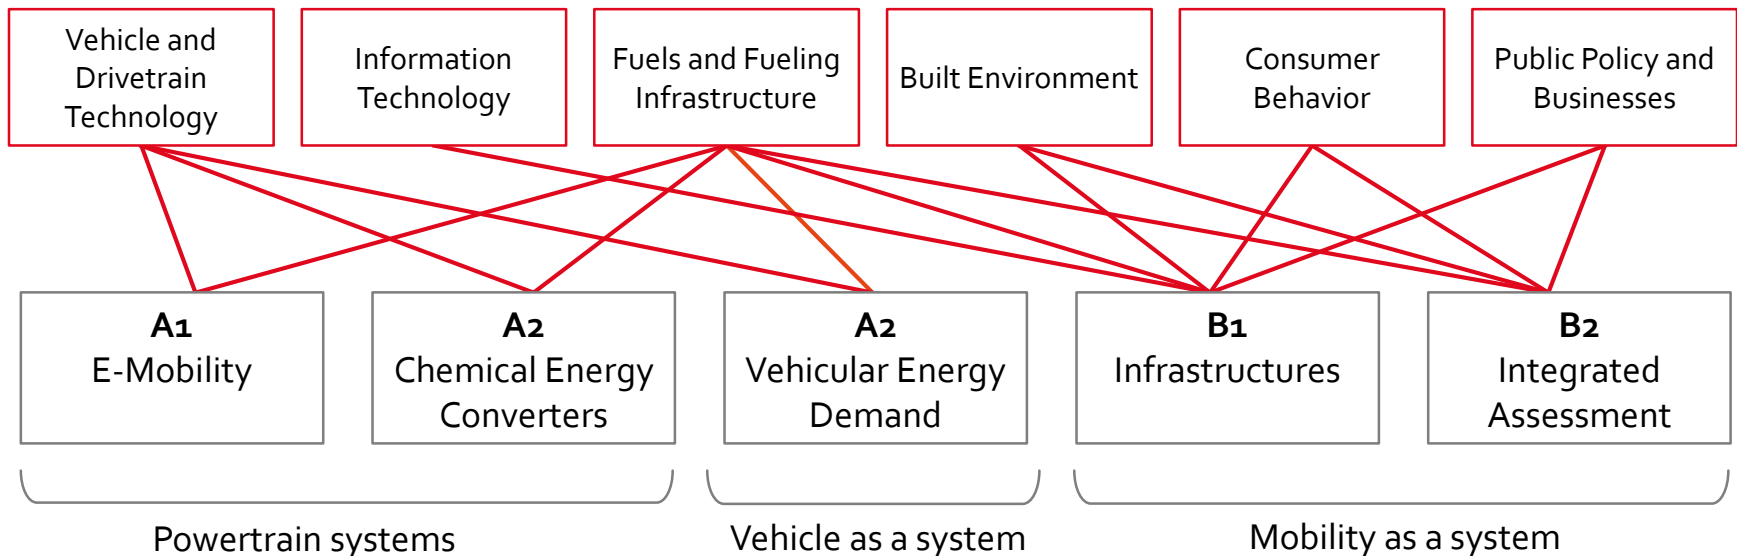 Vehicle and
Drivetrain
Technology
Information
Technology
Fuels and Fueling
Infrastructure
Built Environment
Consumer
Behavior
Public Policy and
Businesses
A1
E-Mobility
A2
Chemical Energy
Converters
A2
Vehicular Energy
Demand
B1
Infrastructures
B2
Integrated
Assessment
Powertrain systems
Vehicle as a system
Mobility as a system